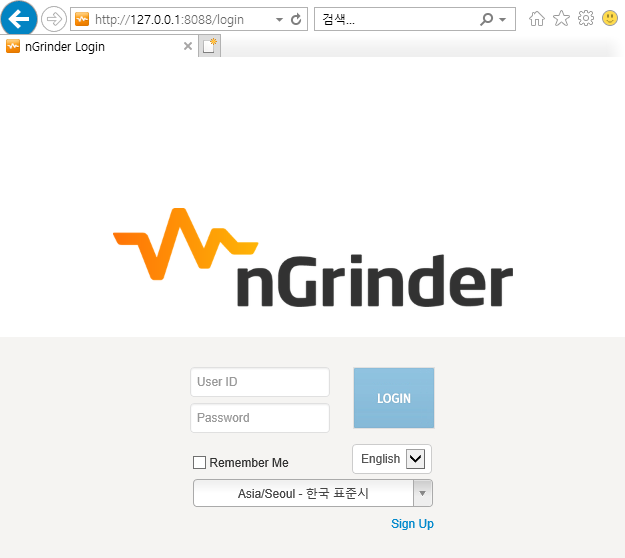 http://127.0.0.1:8088/login
검색...
nGrinder Login
nGrinder
User ID
LOGIN
Password
Remember Me
English
Asia/Seoul - 한국 표준시
Sign Up